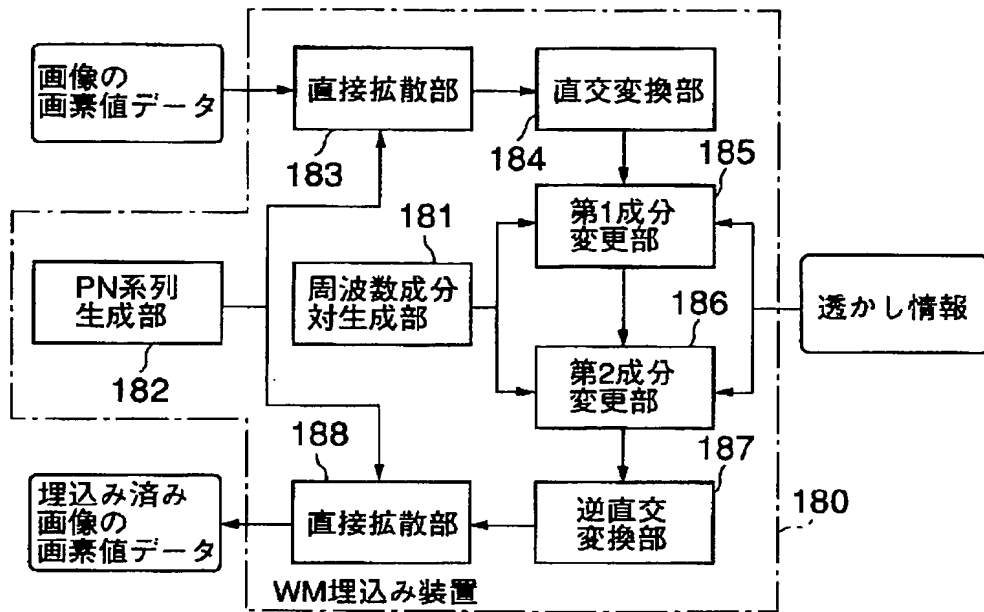 画像の
画素値データ
直接拡散部
183
直交変換部
184
185
第1成分
変更部
181
周波数成分
対生成部
PN系列
生成部
182
186
第2成分
変更部
透かし情報
188
直接拡散部
187
逆直交
変換部
180
埋込み済み
画像の
画素値データ
WM埋込み装置